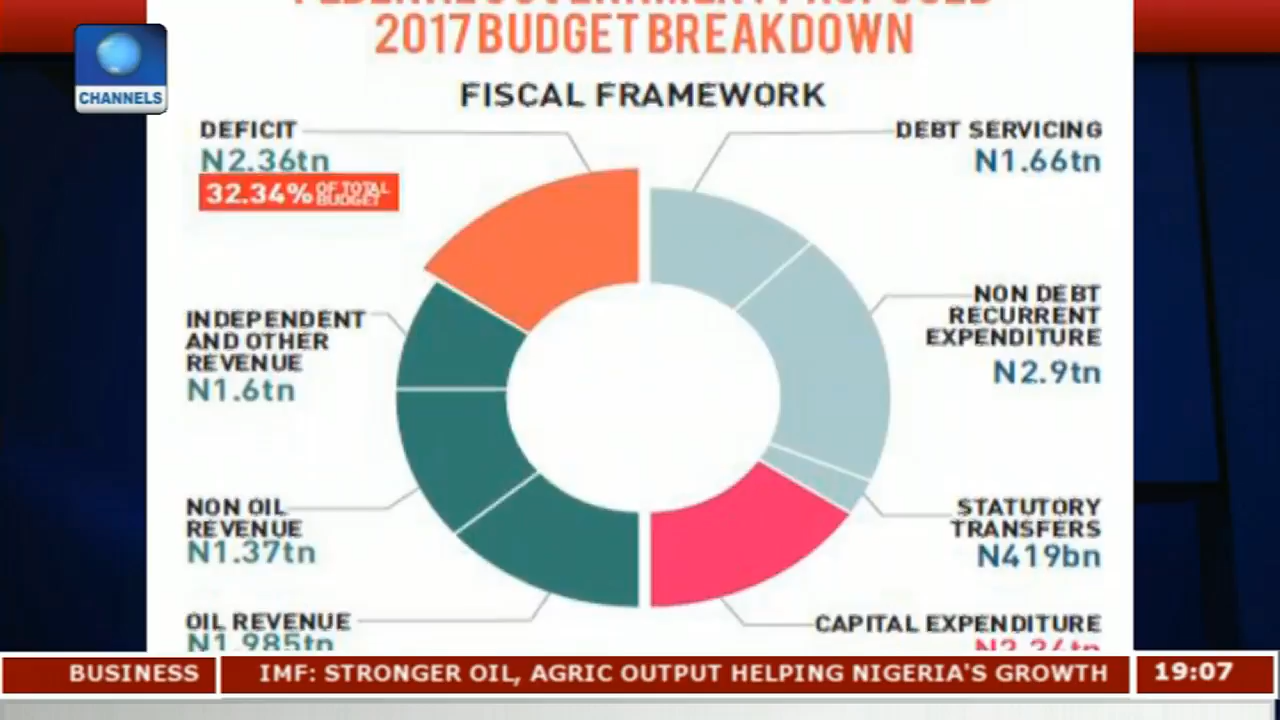 2017 BUDGET BREAKDOWN
CHANNELS
FISCAL FRAMEWORK
DEFICIT
N2.36tn
32.34% OF TOTAL BUDGET
DEBT SERVICING
N1.66tn
NON DEBT
RECURRENT
EXPENDITURE
N2.9tn
INDEPENDENT
AND OTHER
REVENUE
N1.6tn
NON OIL
REVENUE
N1.37tn
STATUTORY
TRANSFERS
N419bn
OIL REVENUE
N1.985tn
CAPITAL EXPENDITURE
BUSINESS
IMF: STRONGER OIL, AGRIC OUTPUT HELPING NIGERIA'S GROWTH
19:07